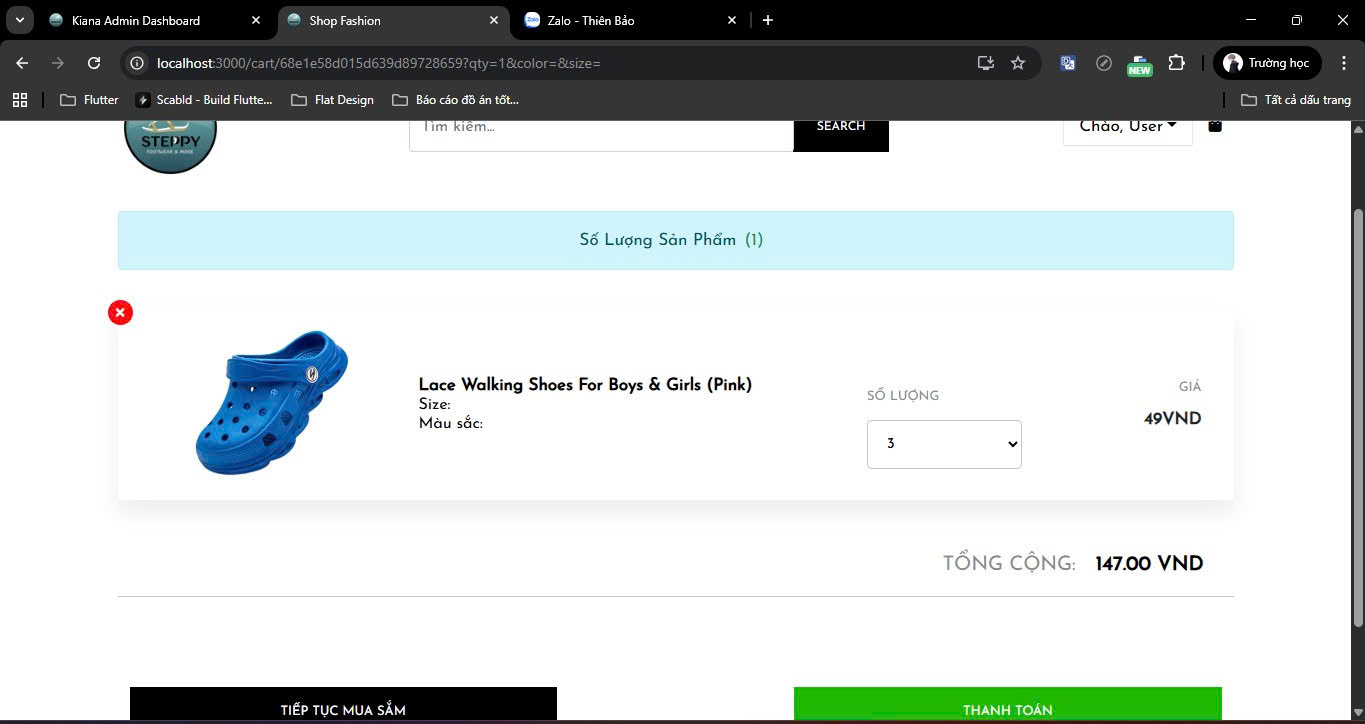 Kiana Admin Dashboard
Shop Fashion
Zalo - Thiên Bảo
localhost:3000/cart/68e1e58d015d639d89728659?qty=1&color=&size=
NEW
Trường học
Flutter
Scabld - Build Flutte...
Flat Design
Báo cáo đồ án tốt...
Tất cả dấu trang
STEPPY
FOOTWEAR & MORE
Tìm kiếm...
SEARCH
Chào, User
Số Lượng Sản Phẩm (1)
Lace Walking Shoes For Boys & Girls (Pink)
Size:
Màu sắc:
SỐ LƯỢNG
3
GIÁ
49VND
TỔNG CỘNG: 147.00 VND
TIẾP TỤC MUA SẮM
THANH TOÁN